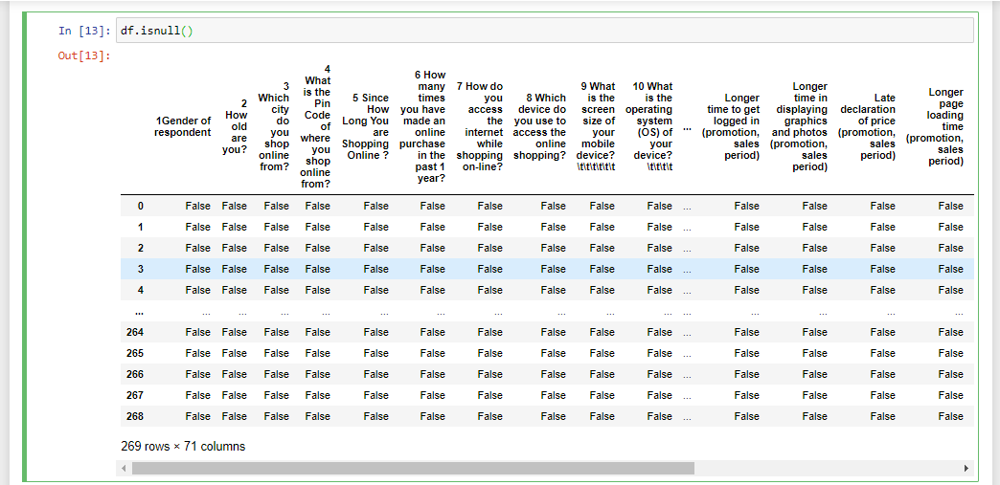 In [13]: df.isnull()
Out[13]:
1Gender of respondent	2 How old are you?	3 Which city do you shop online from?	4 What is the Pin Code of where you shop online from?	5 Since How Long You are Shopping Online ?	6 How many times you have made an online purchase in the past 1 year?	7 How do you access the internet while shopping on-line?	8 Which device do you use to access the online shopping?	9 What is the screen size of your mobile device? \t\t\t\t\t\t	10 What is the operating system (OS) of your device? \t\t\t\t	...	Longer time to get logged in (promotion, sales period)	Longer time in displaying graphics and photos (promotion, sales period)	Late declaration of price (promotion, sales period)	Longer page loading time (promotion, sales period)
0 False False False False False False False False False False ... False False False False
1 False False False False False False False False False False ... False False False False
2 False False False False False False False False False False ... False False False False
3 False False False False False False False False False False ... False False False False
4 False False False False False False False False False False ... False False False False
... ... ... ... ... ... ... ... ... ... ... ... ... ... ... ...
264 False False False False False False False False False False ... False False False False
265 False False False False False False False False False False ... False False False False
266 False False False False False False False False False False ... False False False False
267 False False False False False False False False False False ... False False False False
268 False False False False False False False False False False ... False False False False
269 rows × 71 columns